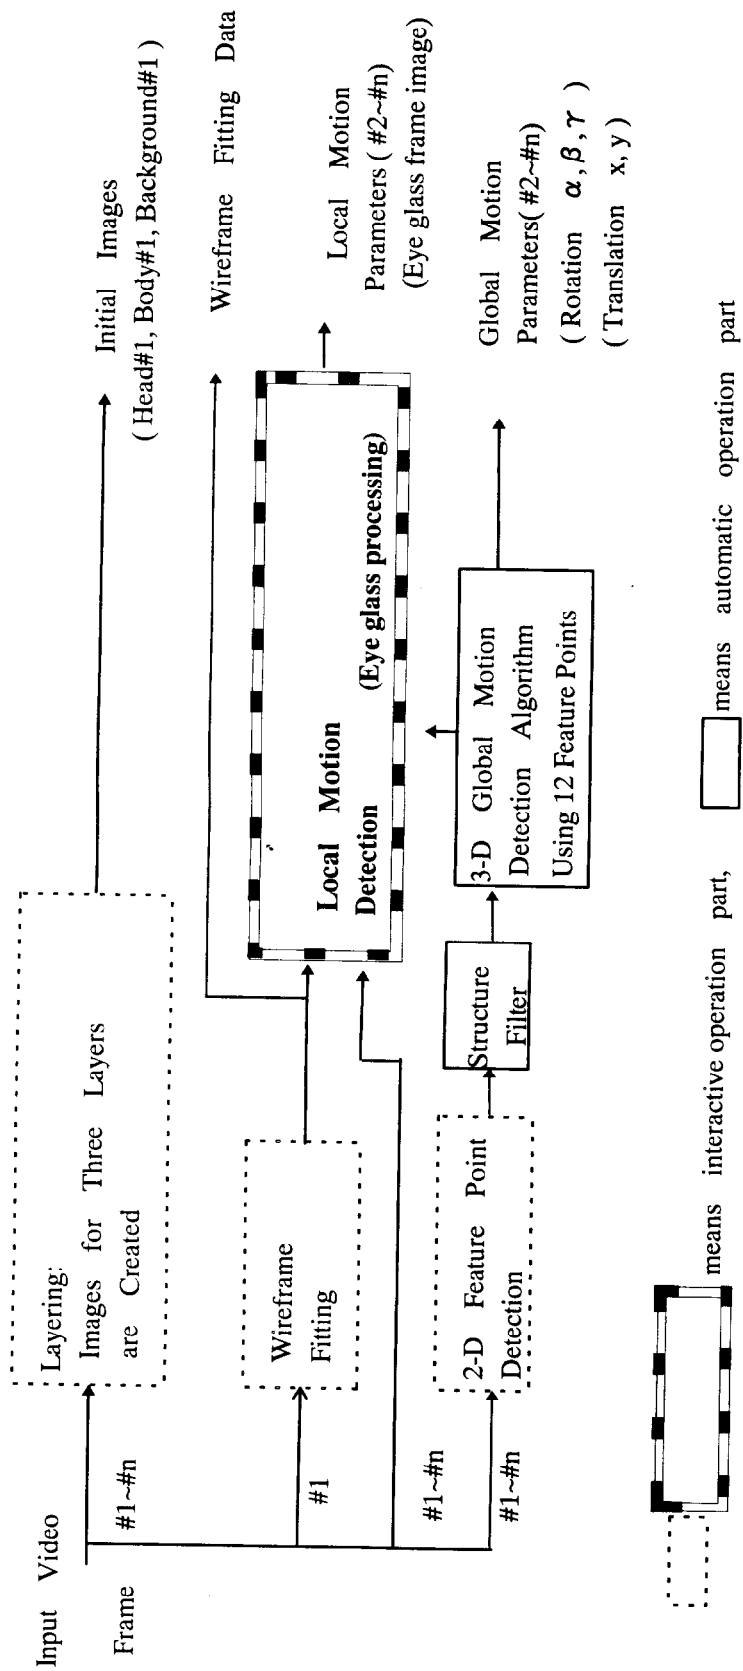 Input Video
Frame
#1~#n
Layering:
Images for Three Layers
are Created
Initial Images
( Head#1, Body#1, Background#1 )
#1
Wireframe
Fitting
Wireframe Fitting Data
#1~#n
Local Motion
Detection
(Eye glass processing)
Local Motion
Parameters ( #2~#n)
(Eye glass frame image)
#1~#n
2-D Feature Point
Detection
Structure
Filter
3-D Global Motion
Detection Algorithm
Using 12 Feature Points
Global Motion
Parameters( #2~#n)
( Rotation α, β, γ )
( Translation x, y )
means interactive operation part,
means automatic operation part